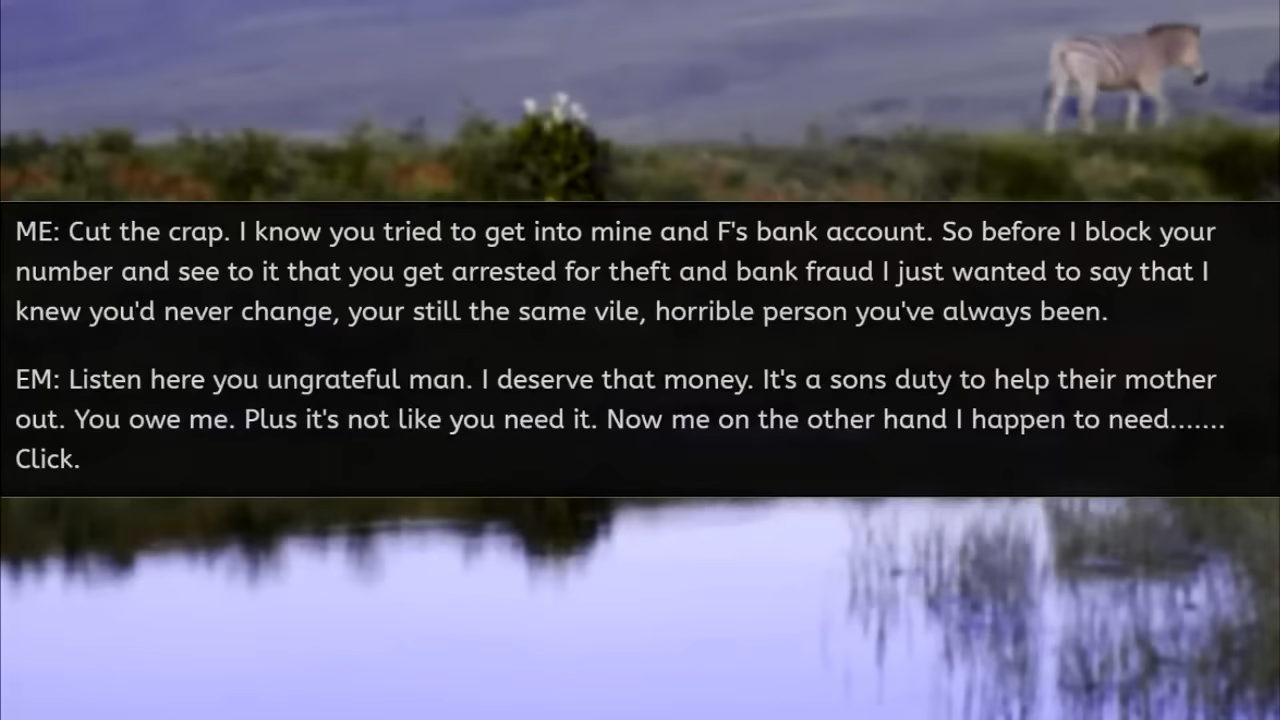 ME: Cut the crap. I know you tried to get into mine and F's bank account. So before I block your
number and see to it that you get arrested for theft and bank fraud I just wanted to say that I
knew you'd never change, your still the same vile, horrible person you've always been.
EM: Listen here you ungrateful man. I deserve that money. It's a sons duty to help their mother
out. You owe me. Plus it's not like you need it. Now me on the other hand I happen to need.......
Click.